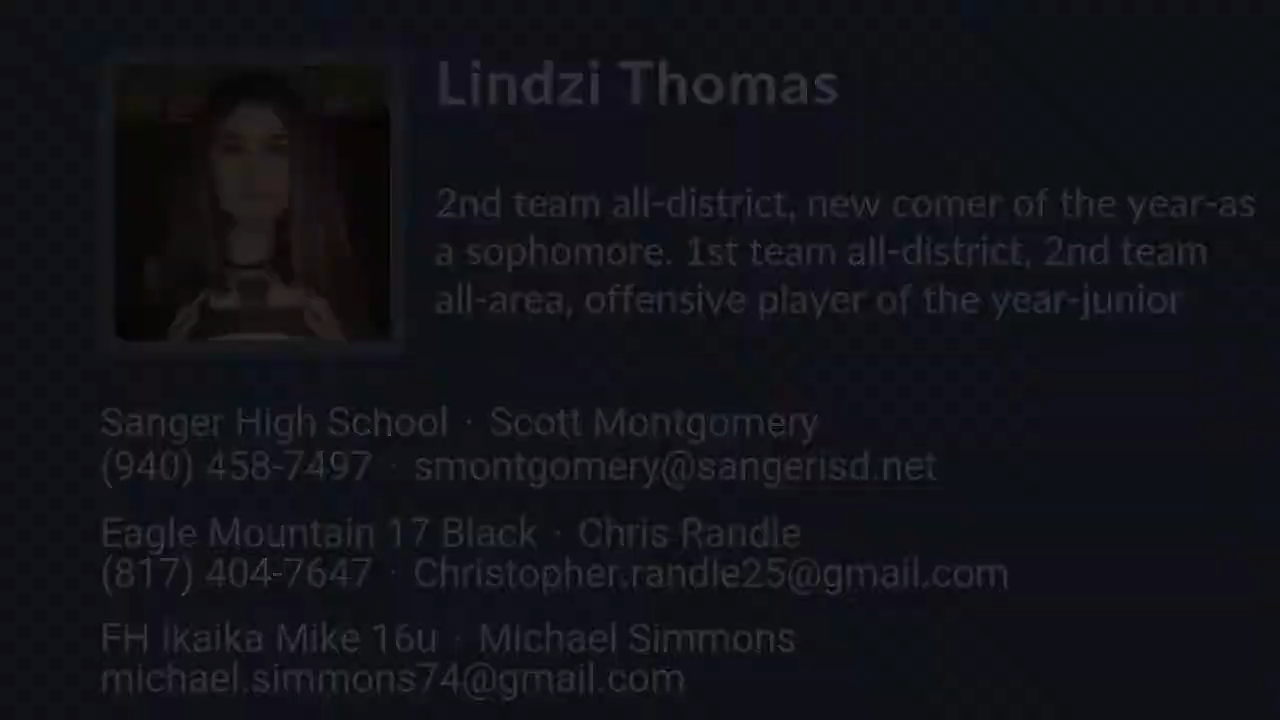 Lindzi Thomas
2nd team all-district, new comer of the year-as
a sophomore. 1st team all-district, 2nd team
all-area, offensive player of the year-junior
Sanger High School · Scott Montgomery
(940) 458-7497 · smontgomery@sangerisd.net
Eagle Mountain 17 Black · Chris Randle
(817) 404-7647 · Christopher.randle25@gmail.com
FH Ikaika Mike 16u · Michael Simmons
michael.simmons74@gmail.com